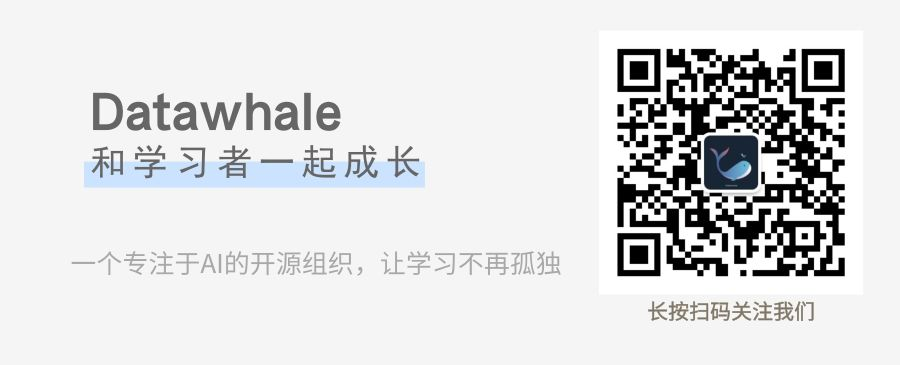 Datawhale
和学习者一起成长
一个专注于AI的开源组织，让学习不再孤独
长按扫码关注我们